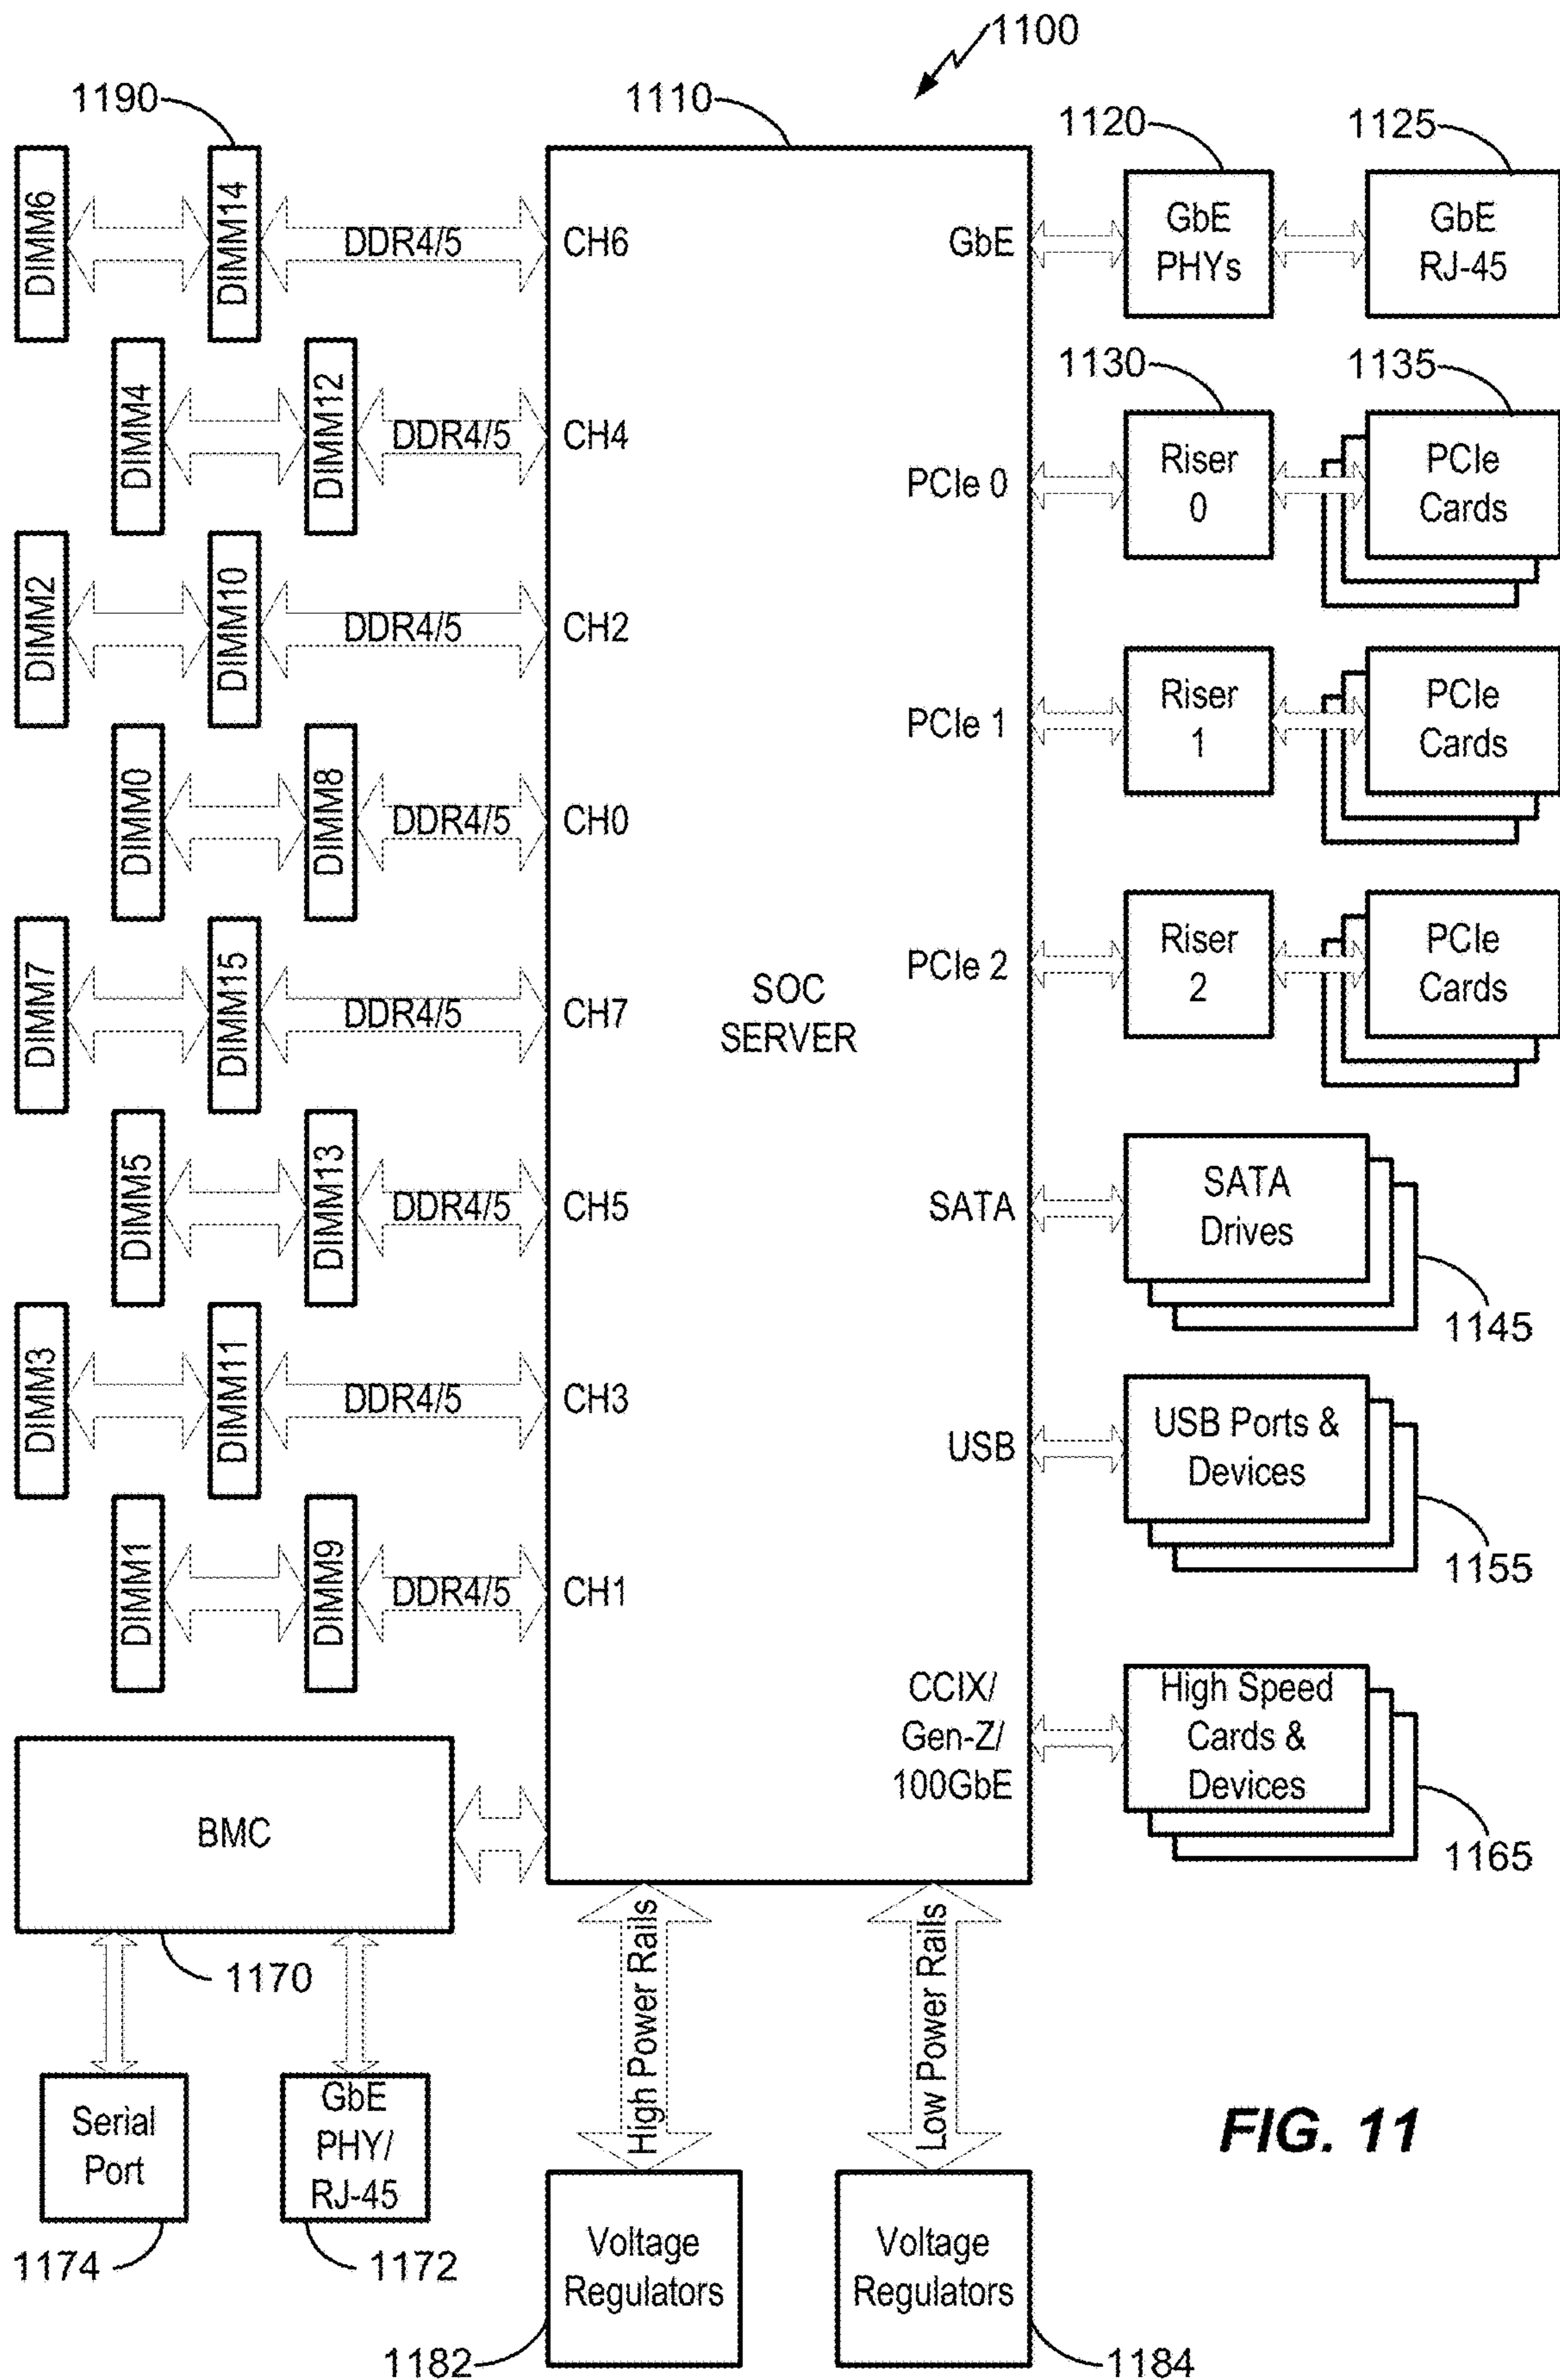 1100
1190
1110
1120
1125
DIMM6
DIMM14
DDR4/5
CH6
GbE
GbE
PHYs
GbE
RJ-45
DIMM4
DIMM12
DDR4/5
CH4
1130
1135
PCIe 0
Riser
0
PCIe
Cards
DIMM2
DIMM10
DDR4/5
CH2
PCIe 1
Riser
1
PCIe
Cards
DIMM0
DIMM8
DDR4/5
CH0
DIMM7
DIMM15
DDR4/5
CH7
SOC
SERVER
PCIe 2
Riser
2
PCIe
Cards
DIMM5
DIMM13
DDR4/5
CH5
SATA
SATA
Drives
1145
DIMM3
DIMM11
DDR4/5
CH3
USB
USB Ports &
Devices
1155
DIMM1
DIMM9
DDR4/5
CH1
CCIX/
Gen-Z/
100GbE
High Speed
Cards &
Devices
1165
BMC
1170
High Power Rails
Low Power Rails
Serial
Port
GbE
PHY/
RJ-45
1174
1172
Voltage
Regulators
Voltage
Regulators
1182
1184
FIG. 11